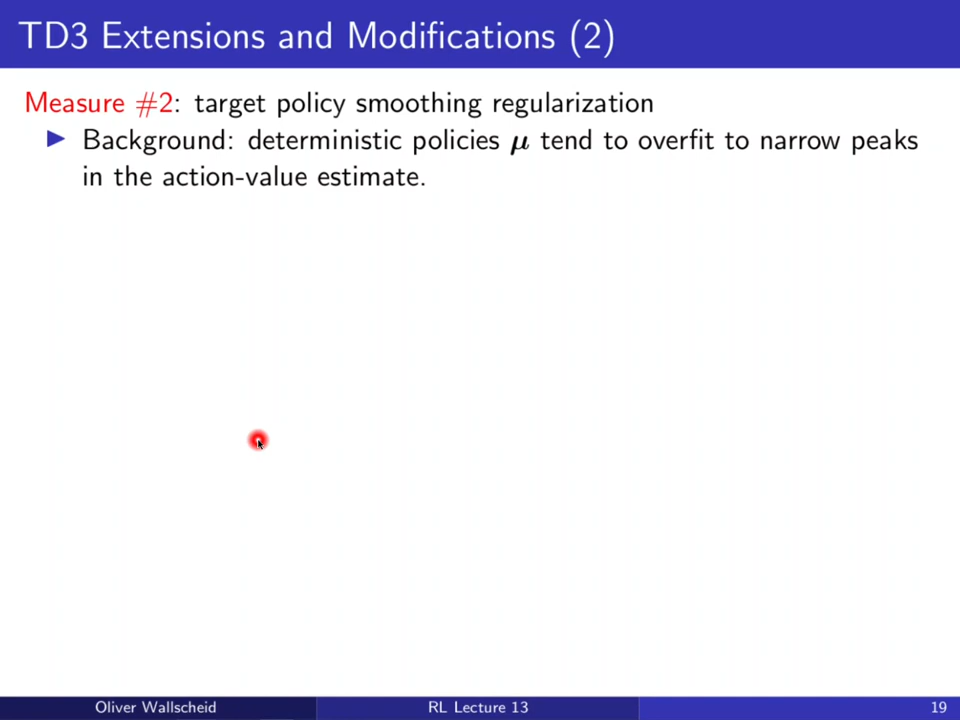 TD3 Extensions and Modifications (2)
Measure #2: target policy smoothing regularization
▶ Background: deterministic policies μ tend to overfit to narrow peaks
in the action-value estimate.
Oliver Wallscheid
RL Lecture 13
19